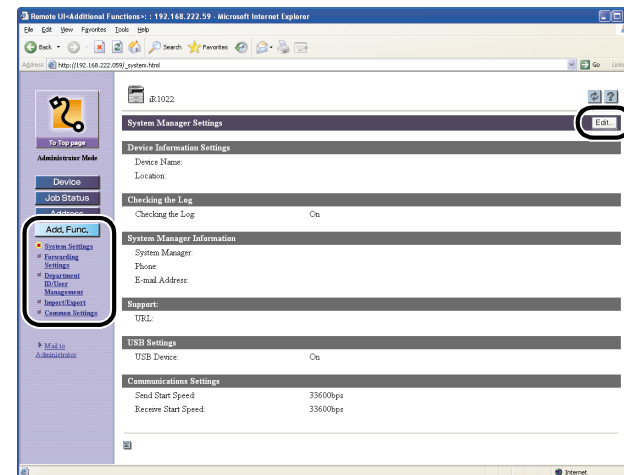 Remote UI<Additional Functions>: : 192.168.222.59 - Microsoft Internet Explorer
File Edit View Favorites Tools Help
Back Search Favorites
Address http://192.168.222.059/_system.html Go Links
iR1022
System Manager Settings Edit...
To Top page
Administrator Mode
Device
Job Status
Address
Add. Func.
System Settings
Forwarding
Settings
Department
ID/User
Management
Import/Export
Common Settings
Mail to
Administrator
Device Information Settings
Device Name:
Location:
Checking the Log
Checking the Log: On
System Manager Information
System Manager:
Phone:
E-mail Address:
Support:
URL:
USB Settings
USB Device: On
Communications Settings
Send Start Speed: 33600bps
Receive Start Speed: 33600bps
Internet